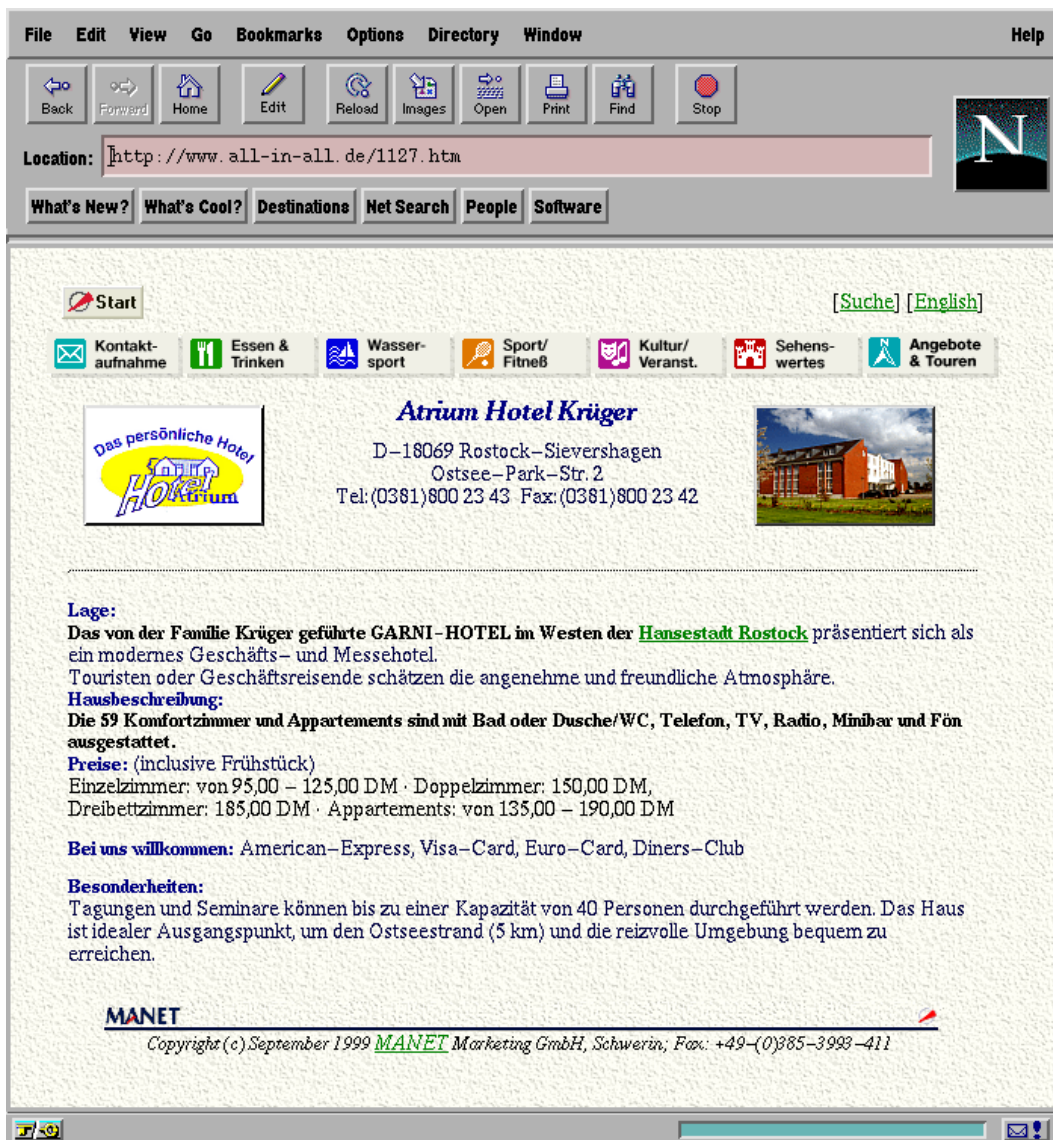 File Edit View Go Bookmarks Options Directory Window Help
Back Forward Home Edit Reload Images Open Print Find Stop
N
Location: http://www.all-in-all.de/1127.htm
What's New? What's Cool? Destinations Net Search People Software
Start [Suche] [English]
Kontakt-
aufnahme
Essen &
Trinken
Wasser-
sport
Sport/
Fitneß
Kultur/
Veranst.
Sehens-
wertes
Angebote
& Touren
Das persönliche Hotel
Hotel
Atrium
Atrium Hotel Krüger
D-18069 Rostock-Sievershagen
Ostsee-Park-Str. 2
Tel:(0381)800 23 43 Fax:(0381)800 23 42
Lage:
Das von der Familie Krüger geführte GARNI-HOTEL im Westen der Hansestadt Rostock präsentiert sich als
ein modernes Geschäfts- und Messehotel.
Touristen oder Geschäftsreisende schätzen die angenehme und freundliche Atmosphäre.
Hausbeschreibung:
Die 59 Komfortzimmer und Appartements sind mit Bad oder Dusche/WC, Telefon, TV, Radio, Minibar und Fön
ausgestattet.
Preise: (inclusive Frühstück)
Einzelzimmer: von 95,00 - 125,00 DM · Doppelzimmer: 150,00 DM,
Dreibettzimmer: 185,00 DM · Appartements: von 135,00 - 190,00 DM
Bei uns willkommen: American-Express, Visa-Card, Euro-Card, Diners-Club
Besonderheiten:
Tagungen und Seminare können bis zu einer Kapazität von 40 Personen durchgeführt werden. Das Haus
ist idealer Ausgangspunkt, um den Ostseestrand (5 km) und die reizvolle Umgebung bequem zu
erreichen.
MANET
Copyright (c) September 1999 MANET Marketing GmbH, Schwerin; Fax: +49-(0)385-3993-411